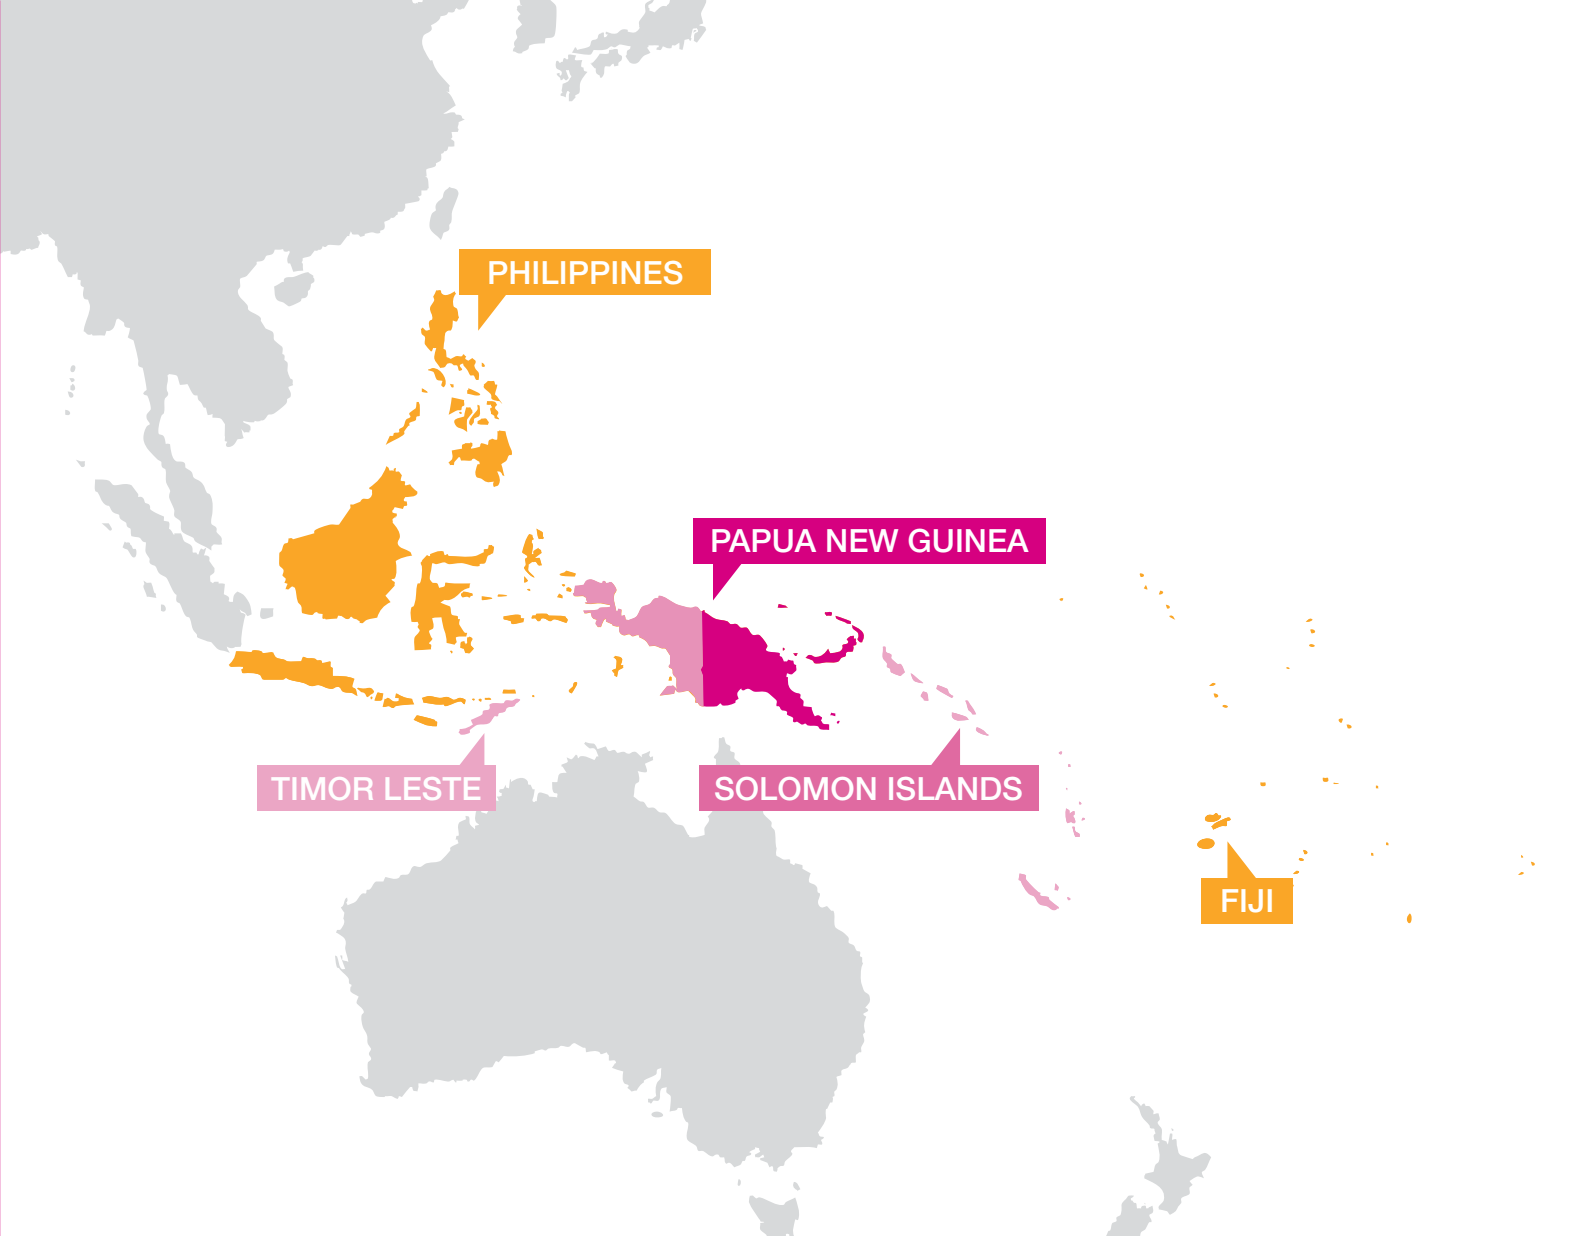 PHILIPPINES
PAPUA NEW GUINEA
TIMOR LESTE
SOLOMON ISLANDS
FIJI